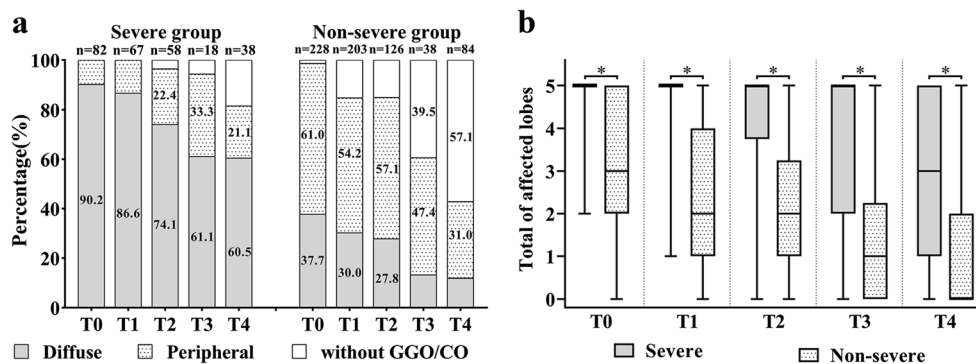 a
Severe group Non-severe group
n=82 n=67 n=58 n=18 n=38 n=228 n=203 n=126 n=38 n=84
Percentage(%)
100
80
60
40
20
0
90.2 86.6 22.4 74.1 33.3 61.1 21.1 60.5
61.0 37.7 54.2 30.0 57.1 27.8 39.5 47.4 57.1 31.0
T0 T1 T2 T3 T4 T0 T1 T2 T3 T4
Diffuse Peripheral without GGO/CO
b
Total of affected lobes
6
5
4
3
2
1
0
* * * * *
T0 T1 T2 T3 T4
Severe Non-severe